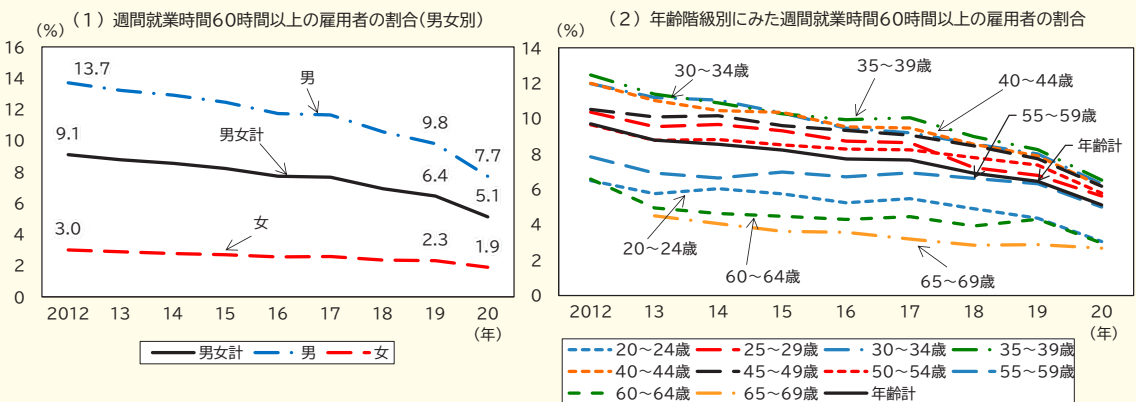 （１）週間就業時間60時間以上の雇用者の割合（男女別）
(%)
16
14
12
10
8
6
4
2
0
13.7
9.1
3.0
男
男女計
女
9.8
7.7
6.4
5.1
2.3
1.9
2012 13 14 15 16 17 18 19 20
（年）
男女計 男 女
（２）年齢階級別にみた週間就業時間60時間以上の雇用者の割合
(%)
14
12
10
8
6
4
2
0
30～34歳
35～39歳
40～44歳
55～59歳
年齢計
20～24歳
60～64歳
65～69歳
2012 13 14 15 16 17 18 19 20
（年）
20～24歳 25～29歳 30～34歳 35～39歳
40～44歳 45～49歳 50～54歳 55～59歳
60～64歳 65～69歳 年齢計